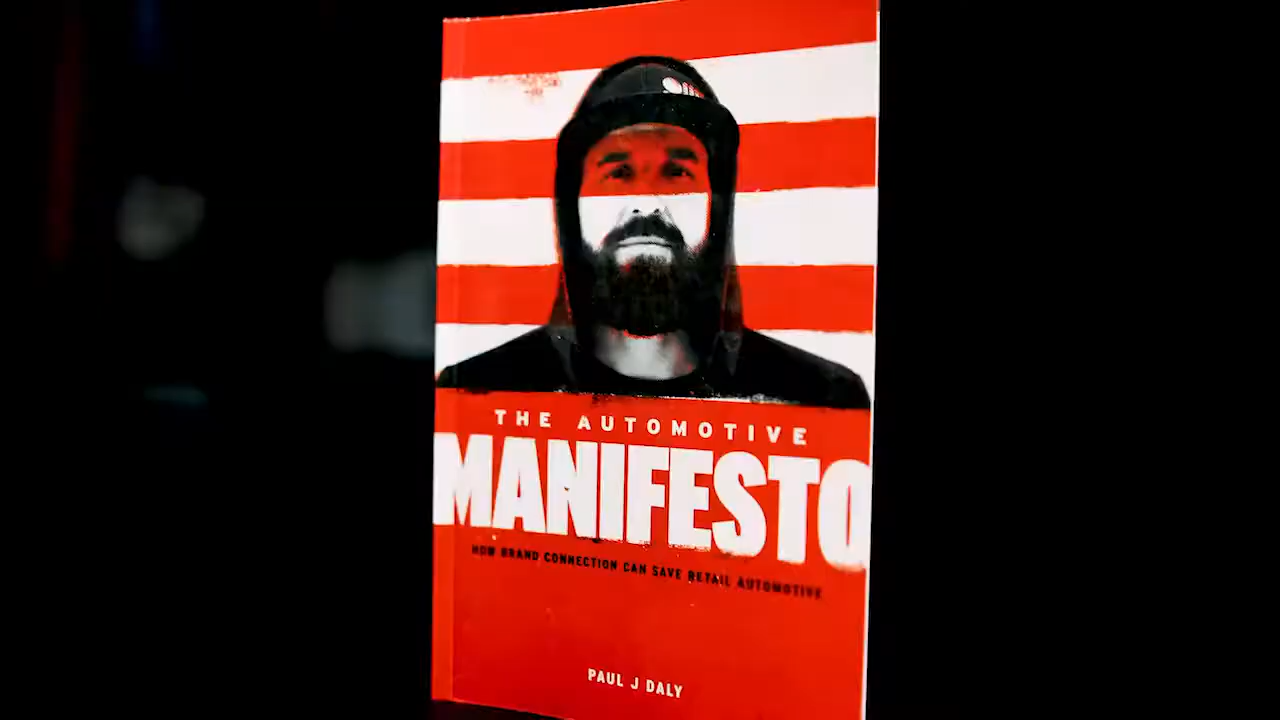 THE AUTOMOTIVE
MANIFESTO
HOW BRAND CONNECTION CAN SAVE RETAIL AUTOMOTIVE
PAUL J DALY